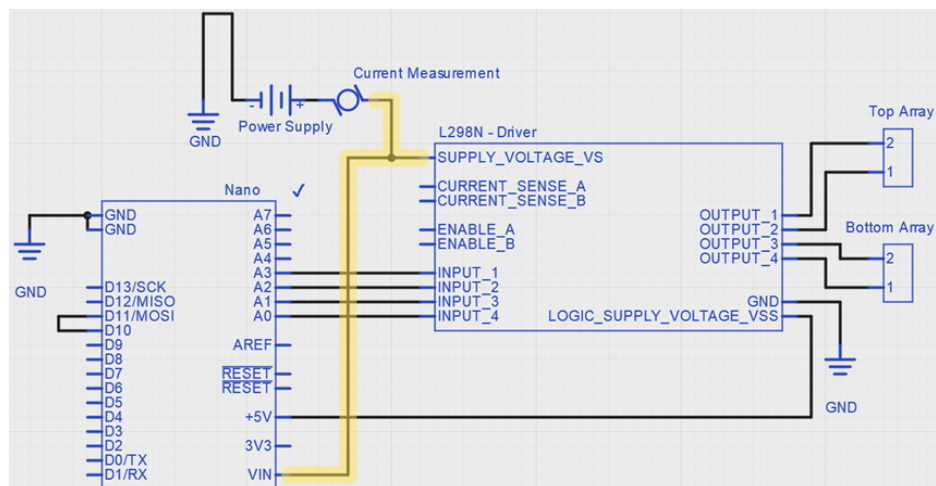 Current Measurement
-
+
Power Supply
GND
Top Array
2
1
L298N - Driver
SUPPLY_VOLTAGE_VS
CURRENT_SENSE_A
CURRENT_SENSE_B
ENABLE_A
ENABLE_B
INPUT_1
INPUT_2
INPUT_3
INPUT_4
OUTPUT_1
OUTPUT_2
OUTPUT_3
OUTPUT_4
GND
LOGIC_SUPPLY_VOLTAGE_VSS
Bottom Array
2
1
GND
Nano
GND
GND
D13/SCK
D12/MISO
D11/MOSI
D10
D9
D8
D7
D6
D5
D4
D3
D2
D0/TX
D1/RX
A7
A6
A5
A4
A3
A2
A1
A0
AREF
RESET
RESET
+5V
3V3
VIN
GND